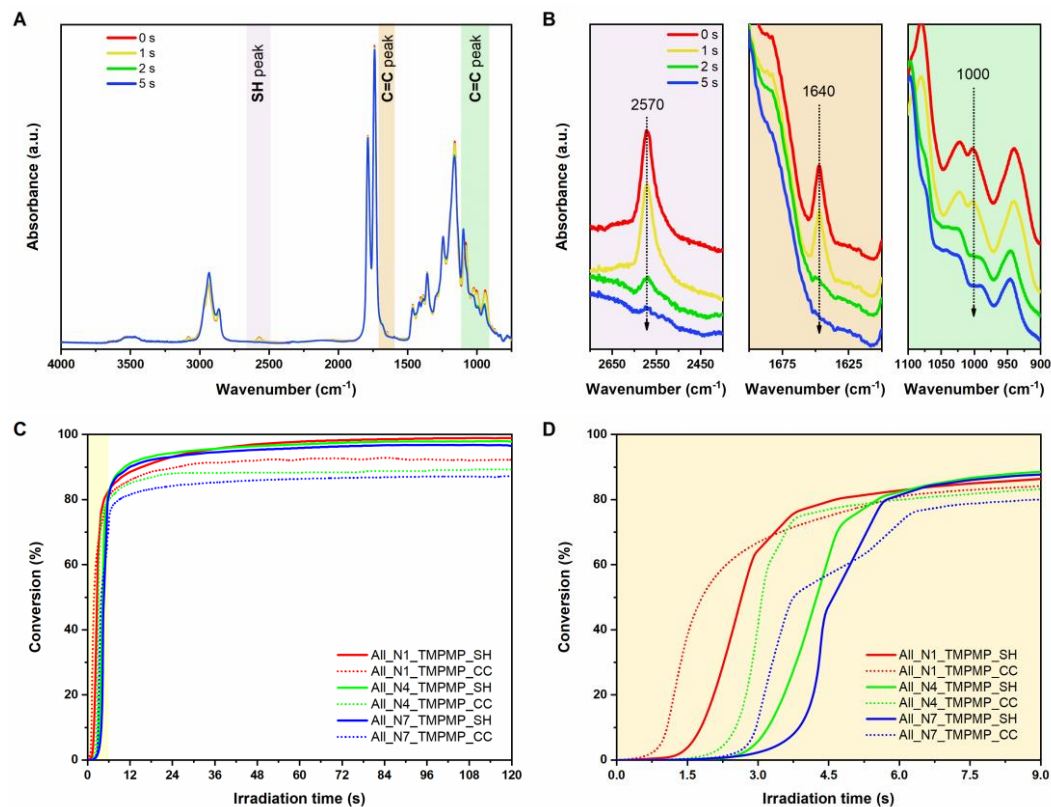 A
0 s
1 s
2 s
5 s
SH peak
C=C peak
C=C peak
Absorbance (a.u.)
4000 3500 3000 2500 2000 1500 1000
Wavenumber (cm-1)
B
0 s
1 s
2 s
5 s
2570
1640
1000
Absorbance (a.u.)
2650 2550 2450
1675 1625
1100 1050 1000 950 900
Wavenumber (cm-1)
Wavenumber (cm-1)
Wavenumber (cm-1)
C
100
80
60
40
20
0
Conversion (%)
All_N1_TMPMP_SH
All_N1_TMPMP_CC
All_N4_TMPMP_SH
All_N4_TMPMP_CC
All_N7_TMPMP_SH
All_N7_TMPMP_CC
0 12 24 36 48 60 72 84 96 108 120
Irradiation time (s)
D
100
80
60
40
20
0
Conversion (%)
All_N1_TMPMP_SH
All_N1_TMPMP_CC
All_N4_TMPMP_SH
All_N4_TMPMP_CC
All_N7_TMPMP_SH
All_N7_TMPMP_CC
0.0 1.5 3.0 4.5 6.0 7.5 9.0
Irradiation time (s)